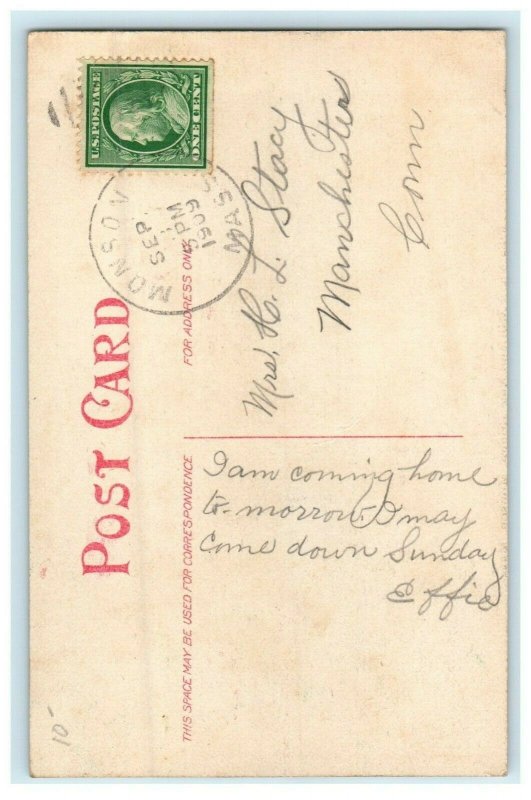 U.S. POSTAGE
ONE CENT
MONSON
SEP
PM
1909
MASS
POST CARD
THIS SPACE MAY BE USED FOR CORRESPONDENCE
FOR ADDRESS ONLY
Mrs. H. L. Stacy
Manchester
Conn
I am coming home
to-morrow. I may
come down Sunday
Effie
10-